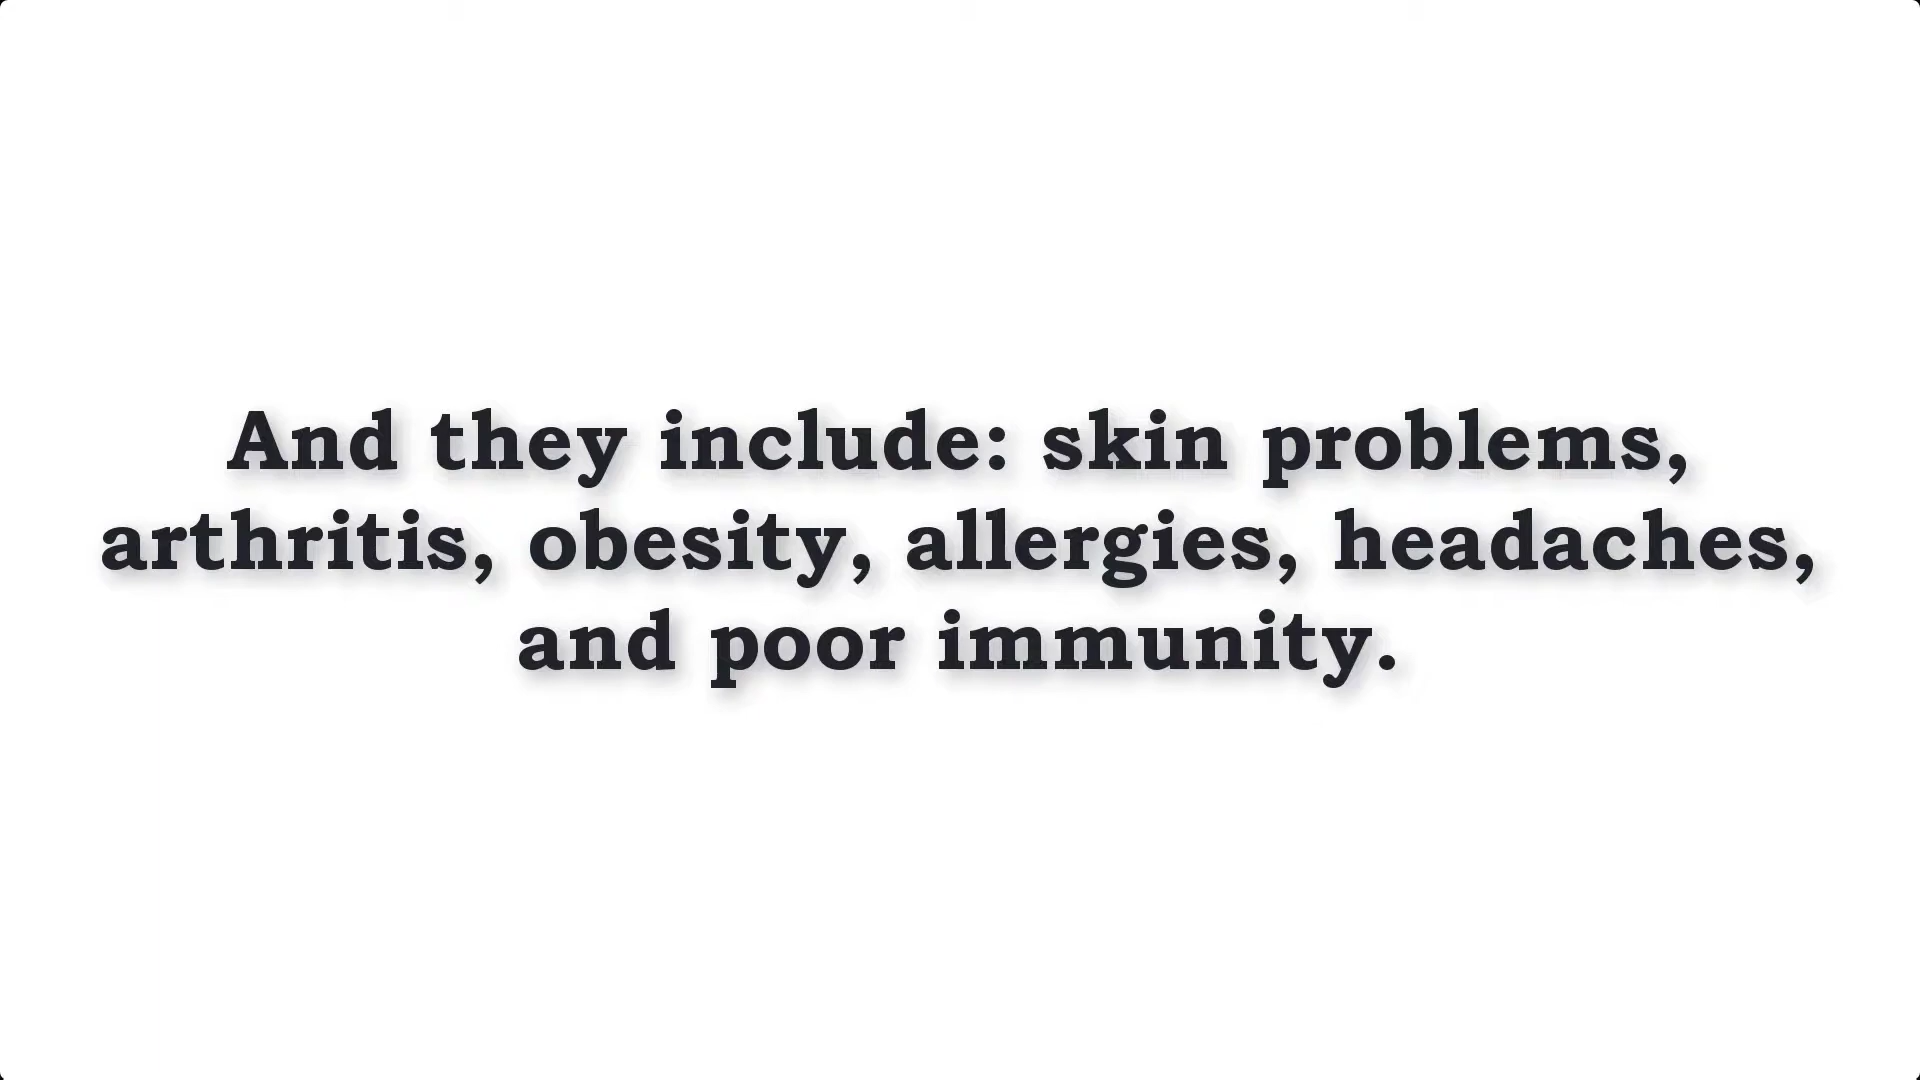 And they include: skin problems,
arthritis, obesity, allergies, headaches,
and poor immunity.